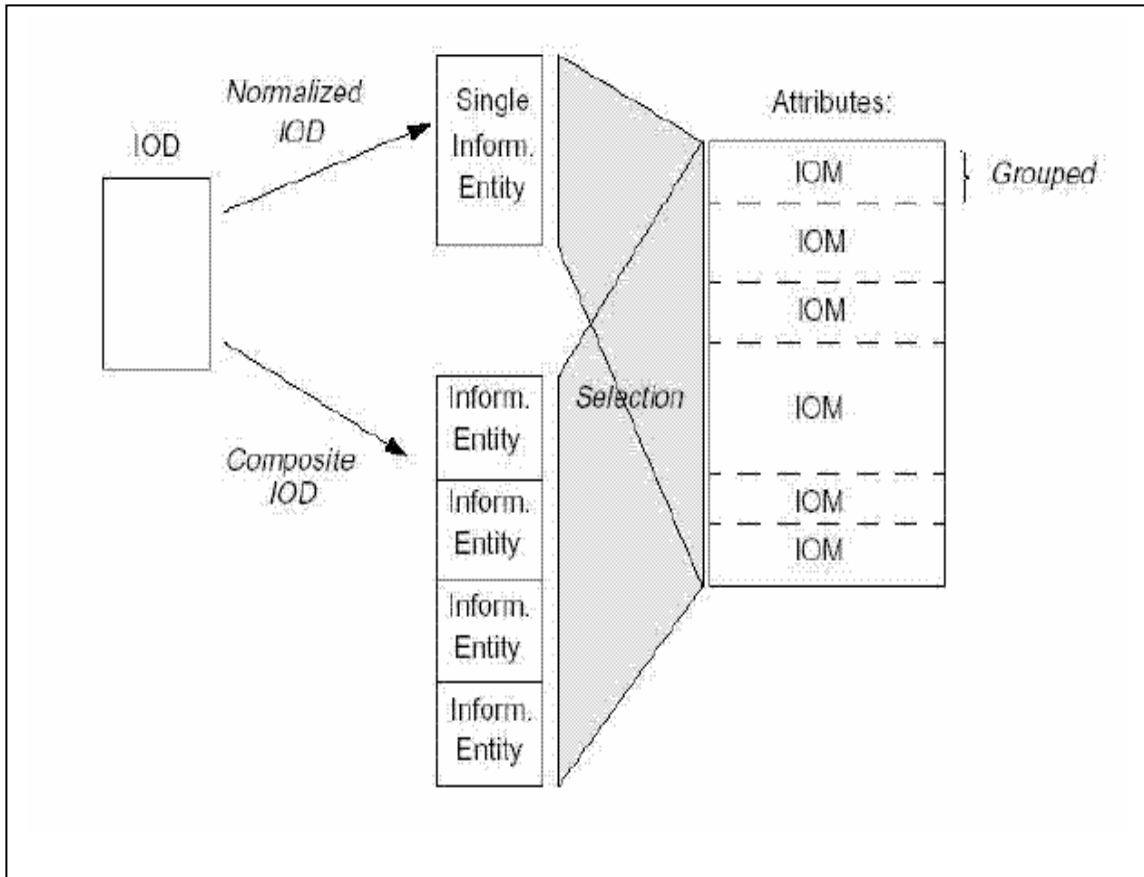 IOD
Normalized
IOD
Composite
IOD
Single
Inform.
Entity
Inform.
Entity
Inform.
Entity
Inform.
Entity
Inform.
Entity
Selection
Attributes:
IOM
Grouped
IOM
IOM
IOM
IOM
IOM